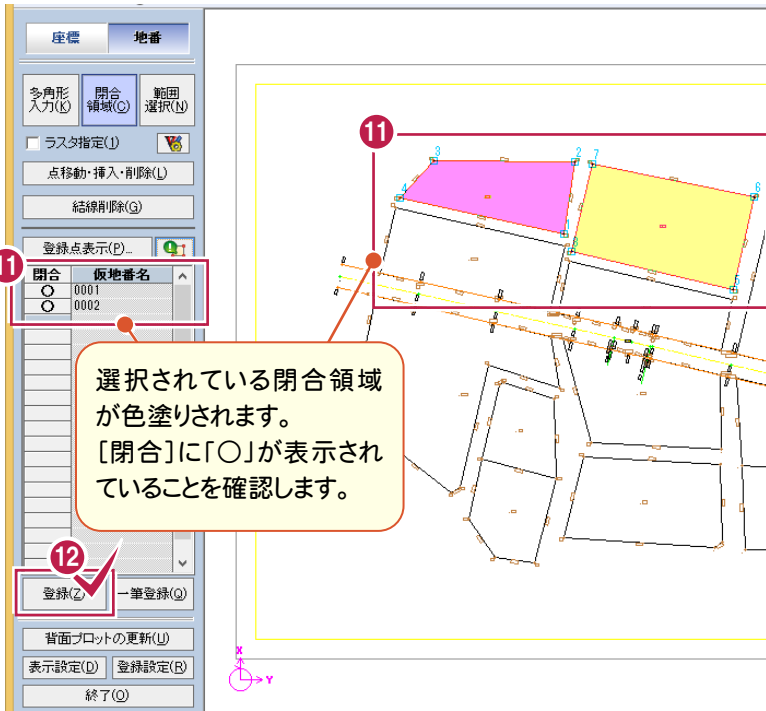 座標 地番
多角形
入力(K)
閉合
領域(C)
範囲
選択(N)
ラスタ指定(J)
点移動・挿入・削除(L)
結線削除(G)
登録点表示(P)...
11
閉合 仮地番名
○ 0001
○ 0002
選択されている閉合領域
が色塗りされます。
[閉合]に「○」が表示され
ていることを確認します。
12
登録(Z) 一筆登録(Q)
背面プロットの更新(U)
表示設定(D) 登録設定(R)
終了(O)
11
3 2 7
4 6
1
8
5
X
Y